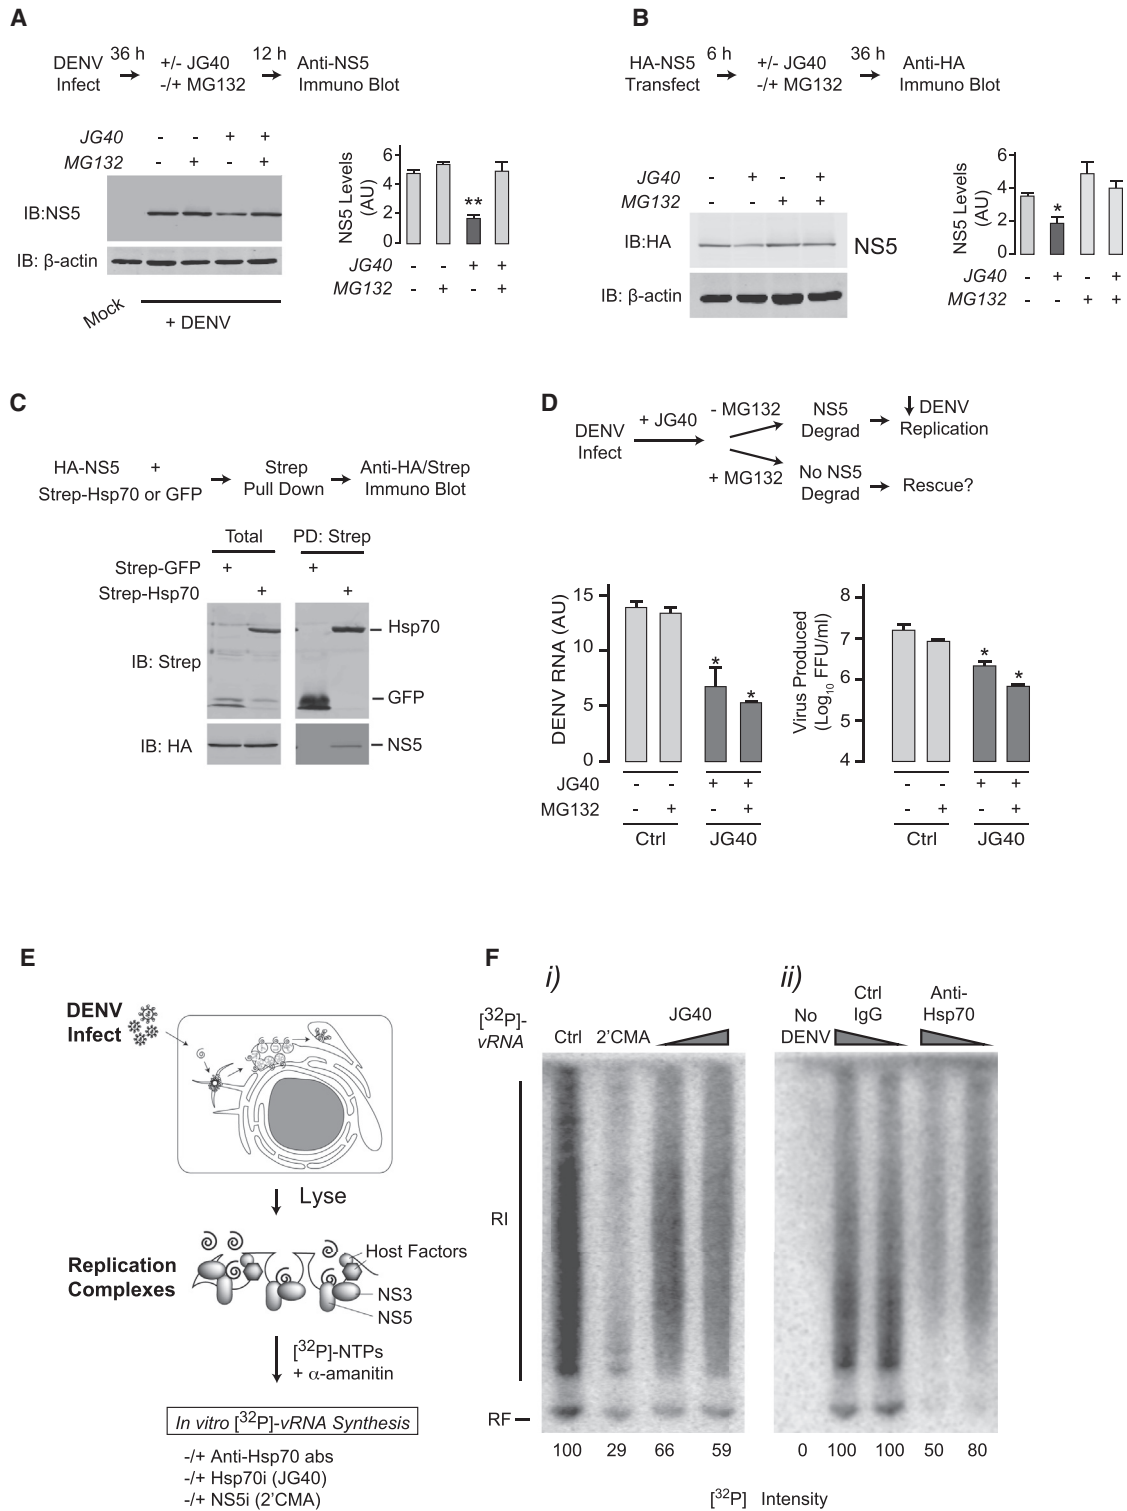 A
DENV Infect
36 h
+/- JG40
-/+ MG132
12 h
Anti-NS5
Immuno Blot
JG40 - - + +
MG132 - + - +
IB:NS5
IB: β-actin
Mock
+ DENV
NS5 Levels
(AU)
6
4
2
0
**
JG40 - - + +
MG132 - + - +
B
HA-NS5
Transfect
6 h
+/- JG40
-/+ MG132
36 h
Anti-HA
Immuno Blot
JG40 - + - +
MG132 - - + +
IB:HA
NS5
IB: β-actin
NS5 Levels
(AU)
6
4
2
0
*
JG40 - + - +
MG132 - - + +
C
HA-NS5 +
Strep-Hsp70 or GFP
Strep
Pull Down
Anti-HA/Strep
Immuno Blot
Total
PD: Strep
Strep-GFP + +
Strep-Hsp70 + +
IB: Strep
Hsp70
GFP
IB: HA
NS5
D
DENV
Infect
+ JG40
- MG132
NS5
Degrad
↓ DENV
Replication
+ MG132
No NS5
Degrad
Rescue?
DENV RNA (AU)
15
10
5
0
* *
JG40 - - + +
MG132 - + - +
Ctrl JG40
Virus Produced
(Log10 FFU/ml)
8
7
6
5
4
* *
- - + +
- + - +
Ctrl JG40
E
DENV
Infect
Lyse
Replication
Complexes
Host Factors
NS3
NS5
[32P]-NTPs
+ α-amanitin
In vitro [32P]-vRNA Synthesis
-/+ Anti-Hsp70 abs
-/+ Hsp70i (JG40)
-/+ NS5i (2'CMA)
F
i)
[32P]-
vRNA
Ctrl 2'CMA JG40
RI
RF
100 29 66 59
ii)
No
DENV
Ctrl
IgG
Anti-
Hsp70
0 100 100 50 80
[32P] Intensity